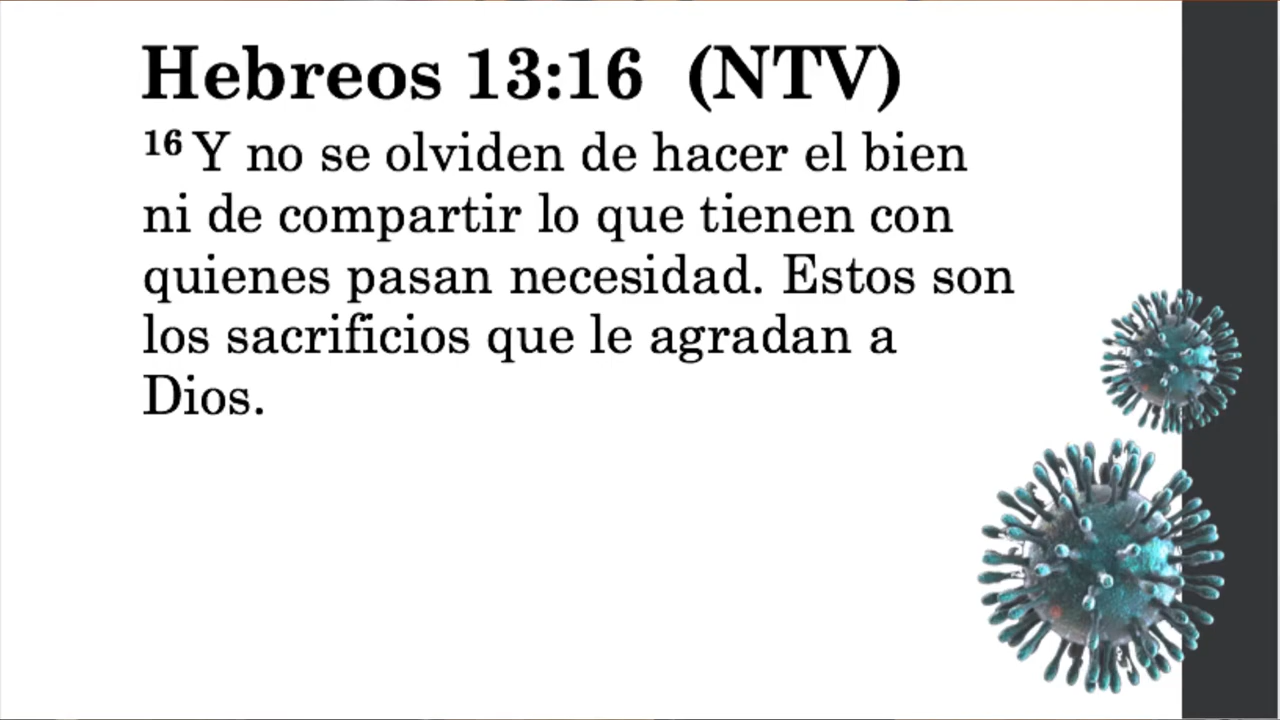 Hebreos 13:16 (NTV)
16 Y no se olviden de hacer el bien
ni de compartir lo que tienen con
quienes pasan necesidad. Estos son
los sacrificios que le agradan a
Dios.